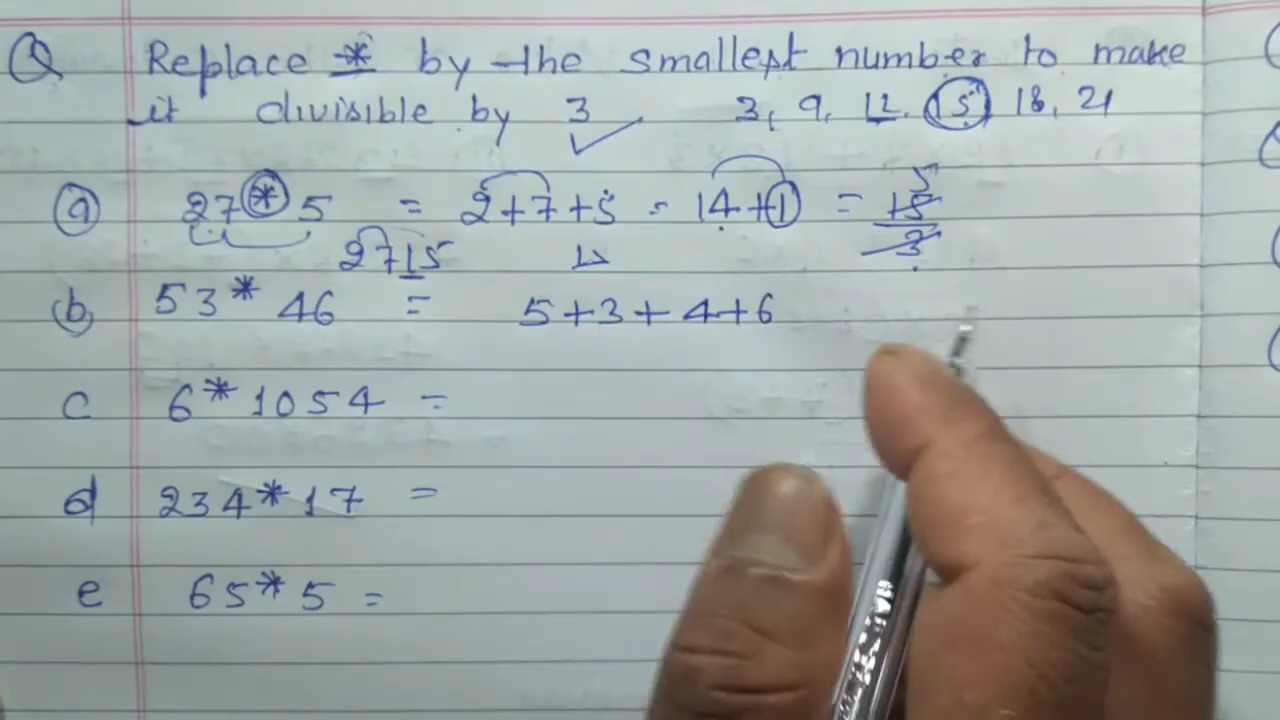 Q Replace * by the smallest number to make
it divisible by 3 3, 9, 12, 15, 18, 21
a 27*5 = 2+7+5 = 14+1 = 15/3 5
2715
b 53*46 = 5+3+4+6
c 6*1054 =
d 234*17 =
e 65*5 =